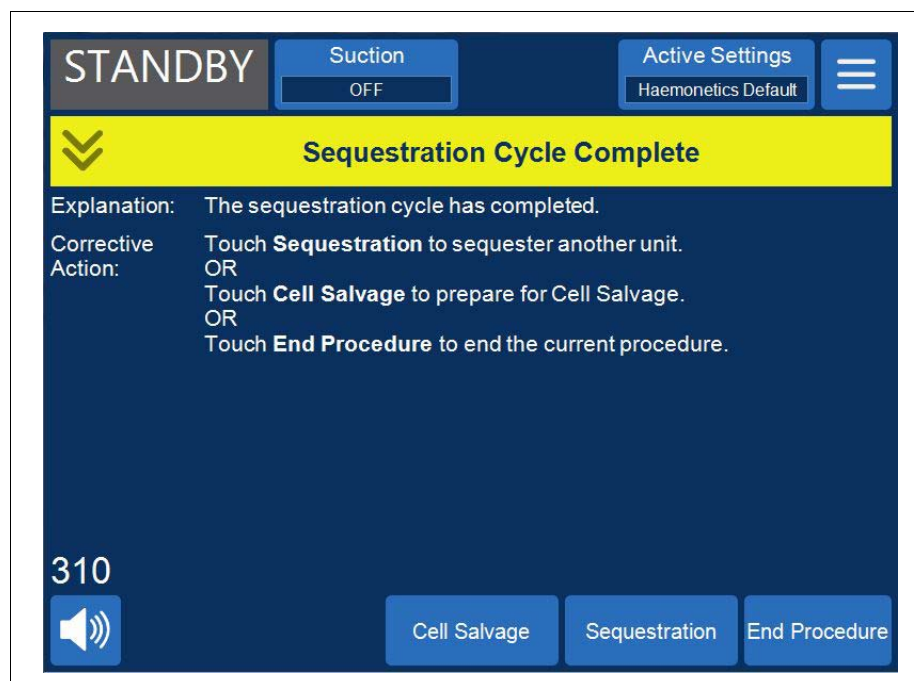 STANDBY
Suction
OFF
Active Settings
Haemonetics Default
Sequestration Cycle Complete
Explanation: The sequestration cycle has completed.
Corrective Action: Touch Sequestration to sequester another unit.
OR
Touch Cell Salvage to prepare for Cell Salvage.
OR
Touch End Procedure to end the current procedure.
310
Cell Salvage
Sequestration
End Procedure